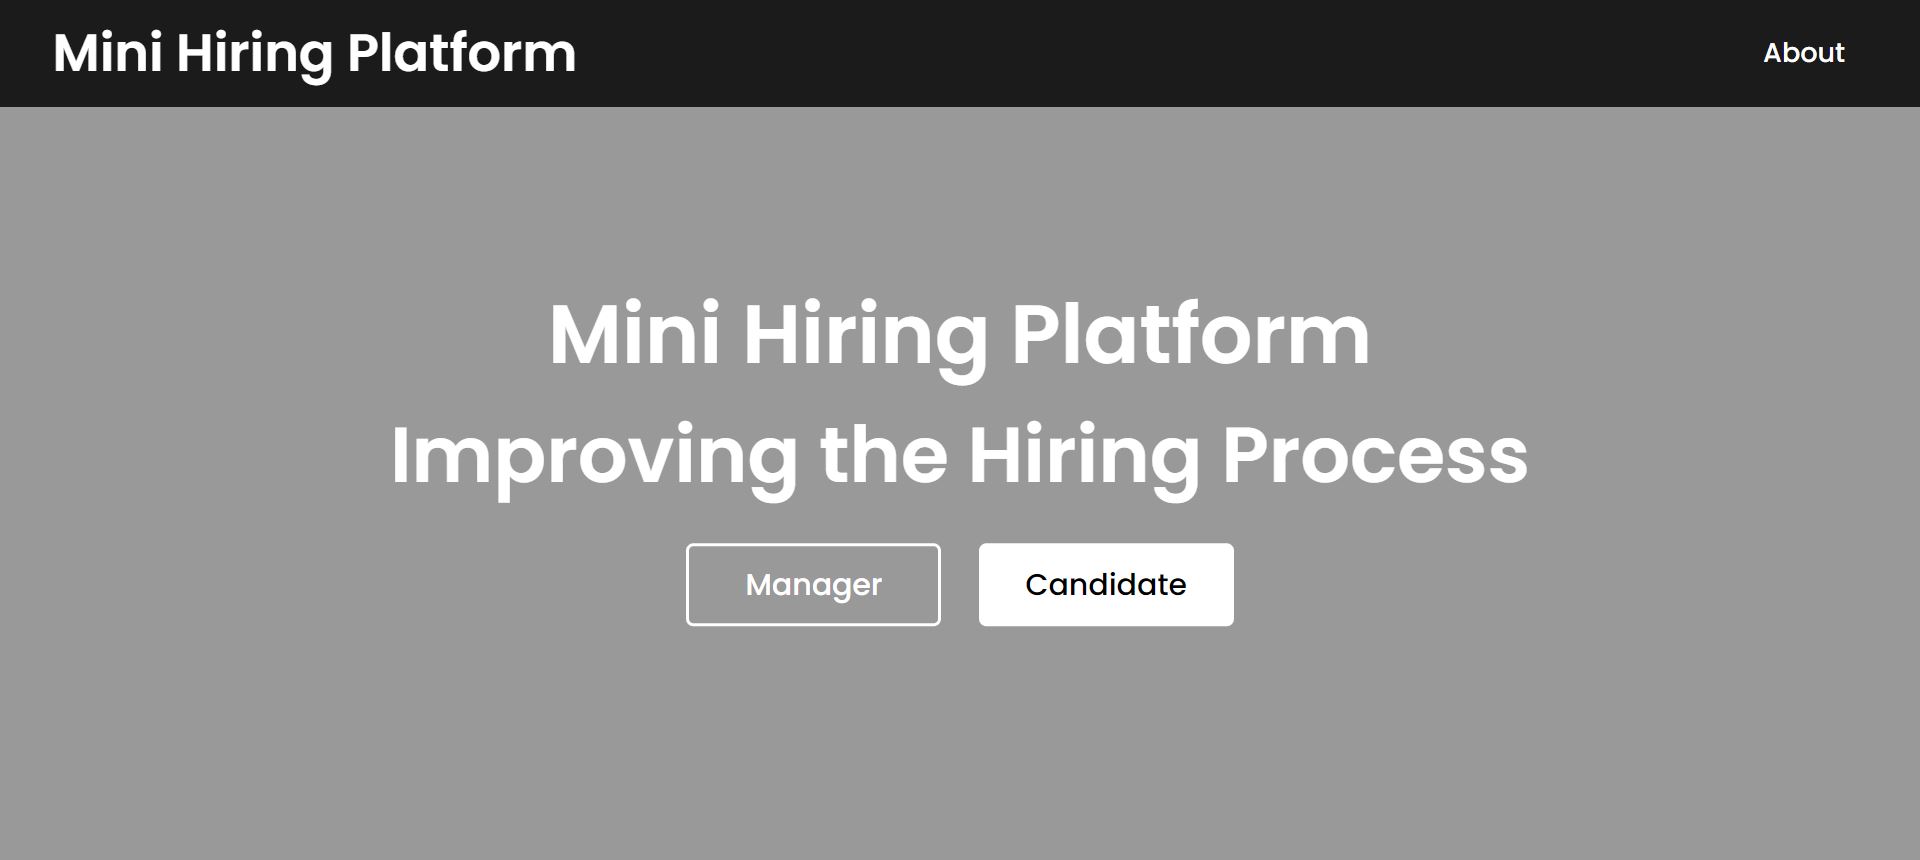 Mini Hiring Platform
About
Mini Hiring Platform
Improving the Hiring Process
Manager
Candidate